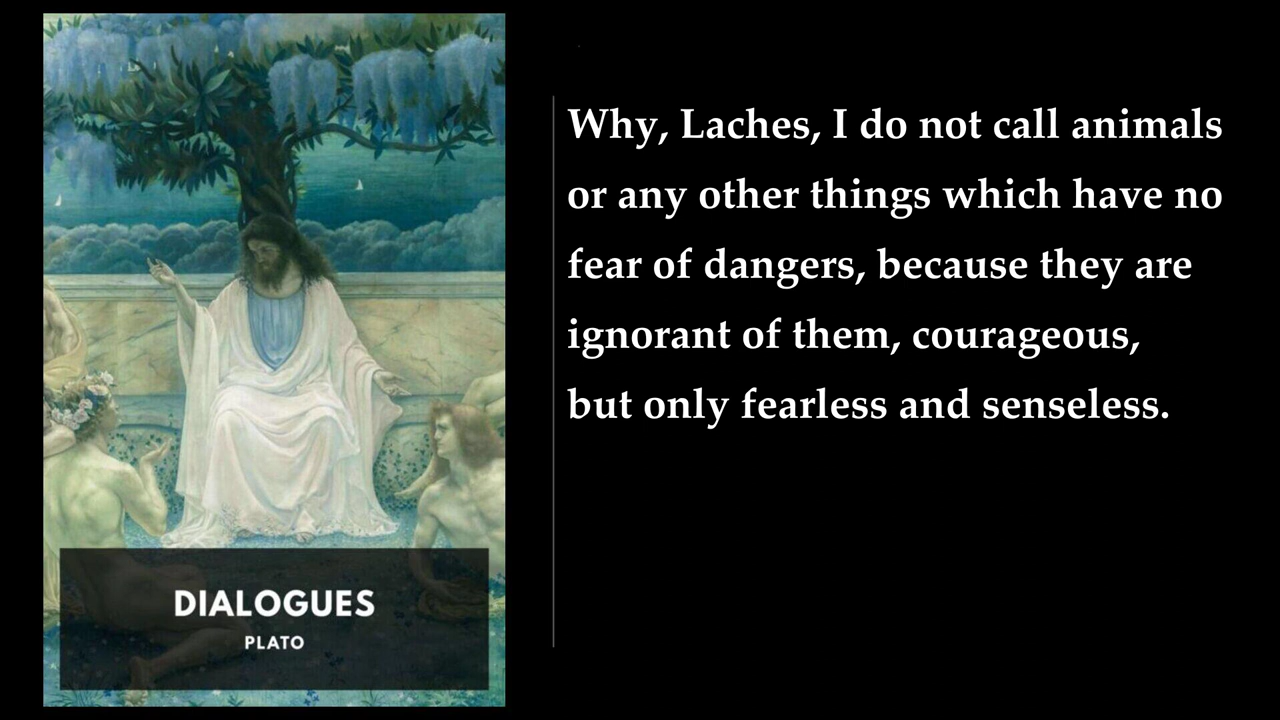 DIALOGUES
PLATO
Why, Laches, I do not call animals
or any other things which have no
fear of dangers, because they are
ignorant of them, courageous,
but only fearless and senseless.